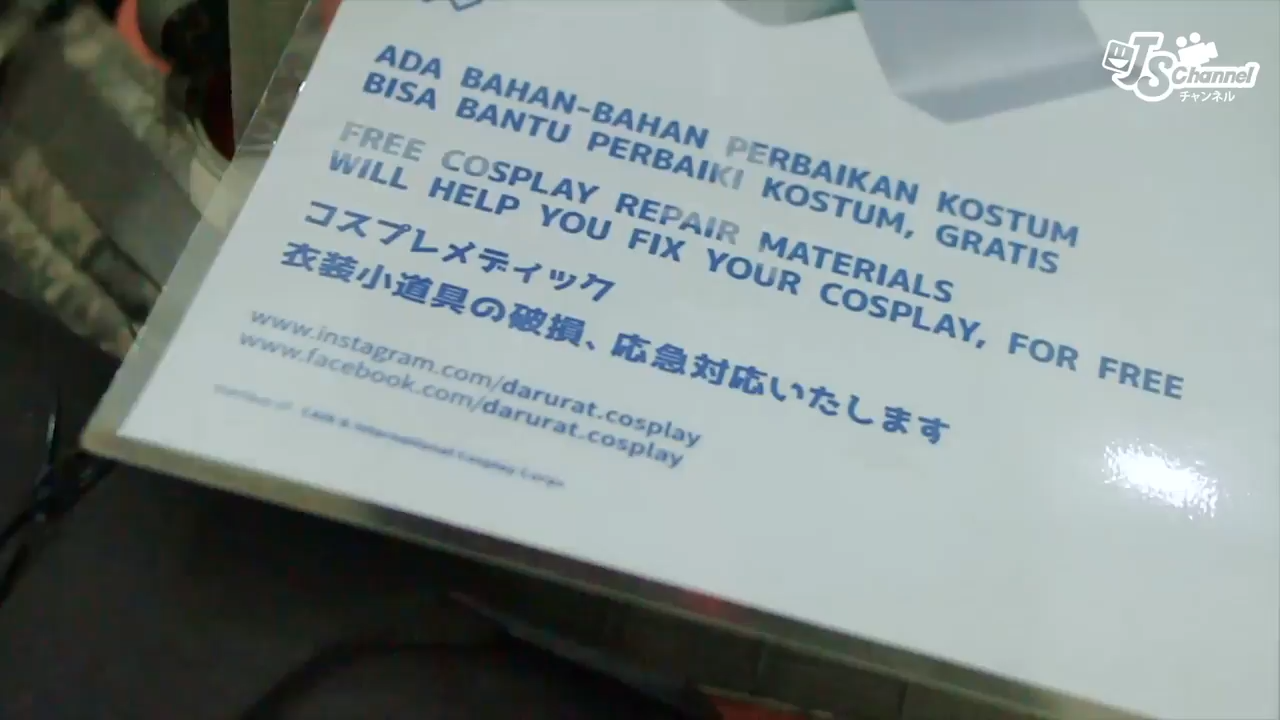 ADA BAHAN-BAHAN PERBAIKAN KOSTUM
BISA BANTU PERBAIKI KOSTUM, GRATIS
FREE COSPLAY REPAIR MATERIALS
WILL HELP YOU FIX YOUR COSPLAY, FOR FREE
コスプレメディック
衣装小道具の破損、応急対応いたします
www.instagram.com/darurat.cosplay
www.facebook.com/darurat.cosplay
International Cosplay Corps
JS Channel
チャンネル